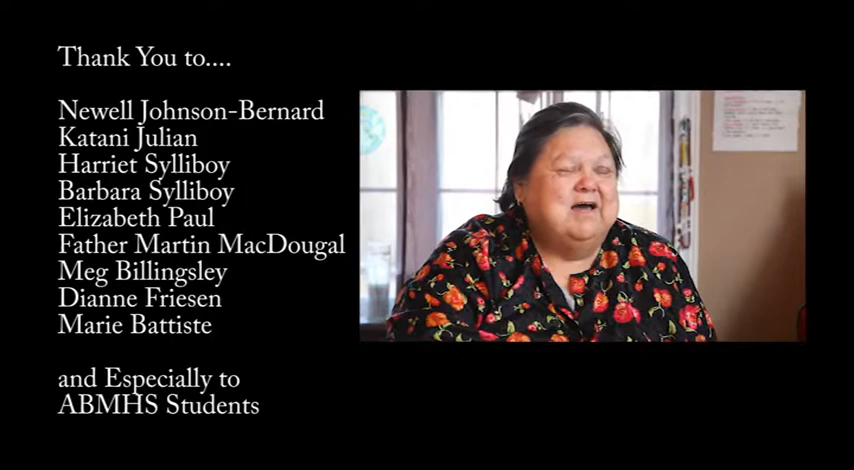 Thank You to....
Newell Johnson-Bernard
Katani Julian
Harriet Sylliboy
Barbara Sylliboy
Elizabeth Paul
Father Martin MacDougal
Meg Billingsley
Dianne Friesen
Marie Battiste
and Especially to
ABMHS Students